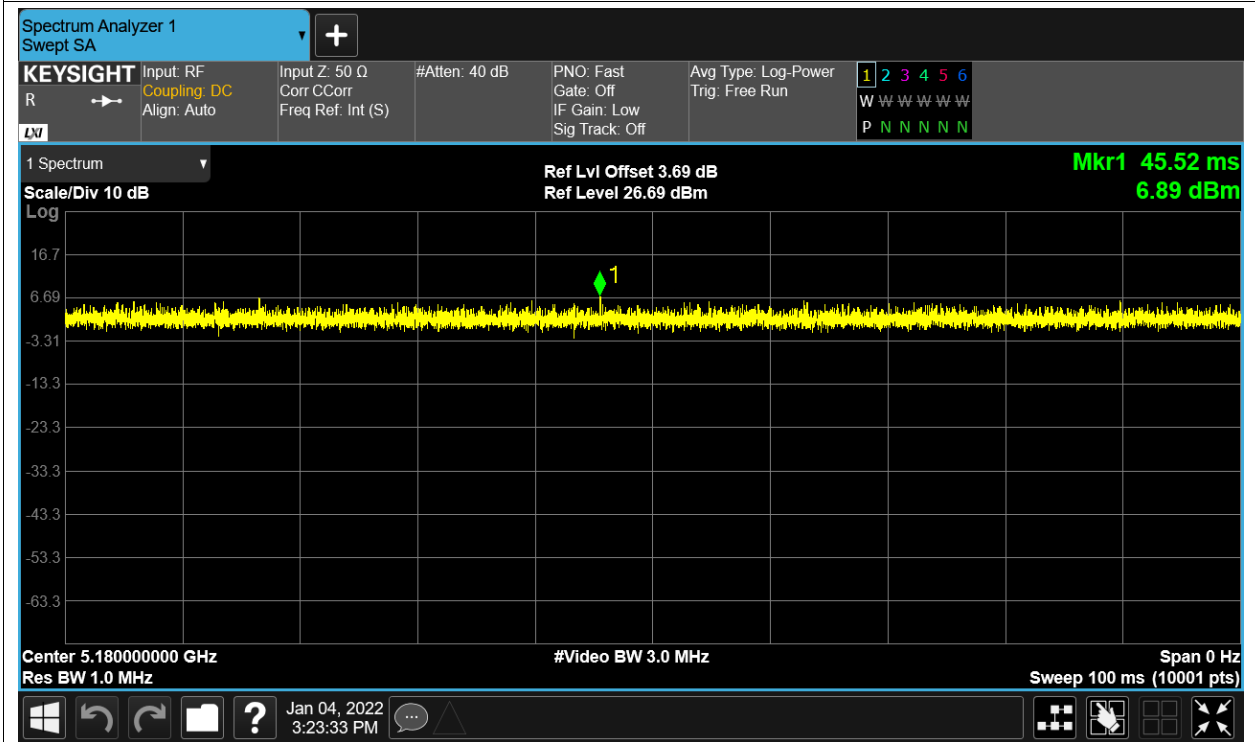 Spectrum Analyzer 1
Swept SA
+
KEYSIGHT
R
LXI
Input: RF
Coupling: DC
Align: Auto
Input Z: 50 Ω
Corr CCorr
Freq Ref: Int (S)
#Atten: 40 dB
PNO: Fast
Gate: Off
IF Gain: Low
Sig Track: Off
Avg Type: Log-Power
Trig: Free Run
1 2 3 4 5 6
W W W W W W
P N N N N N
1 Spectrum
Scale/Div 10 dB
Log
Ref Lvl Offset 3.69 dB
Ref Level 26.69 dBm
Mkr1 45.52 ms
6.89 dBm
1
16.7
6.69
-3.31
-13.3
-23.3
-33.3
-43.3
-53.3
-63.3
Center 5.180000000 GHz
Res BW 1.0 MHz
#Video BW 3.0 MHz
Span 0 Hz
Sweep 100 ms (10001 pts)
?
Jan 04, 2022
3:23:33 PM